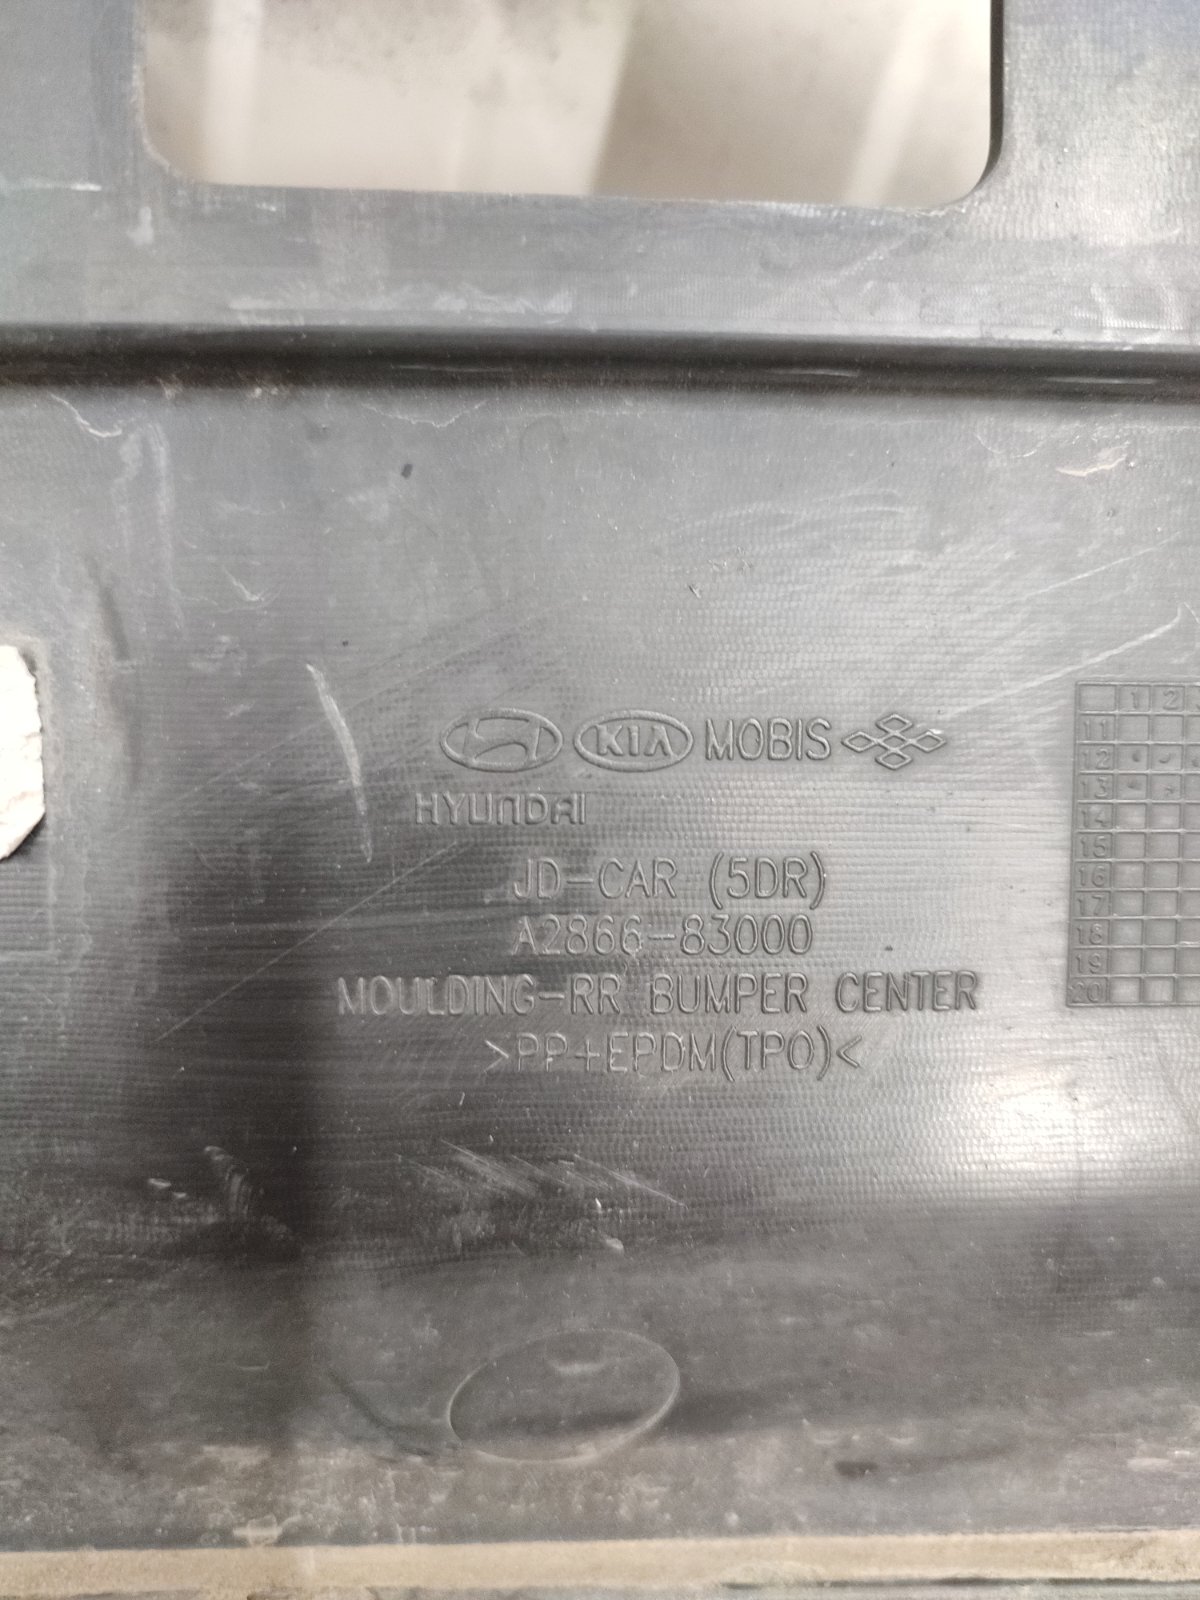 KIA MOBIS
HYUNDAI
JD-CAR (5DR)
A2866-83000
MOULDING-RR BUMPER CENTER
>PP+EPDM(TPO)<
1 2
11
12
13
14
15
16
17
18
19
20